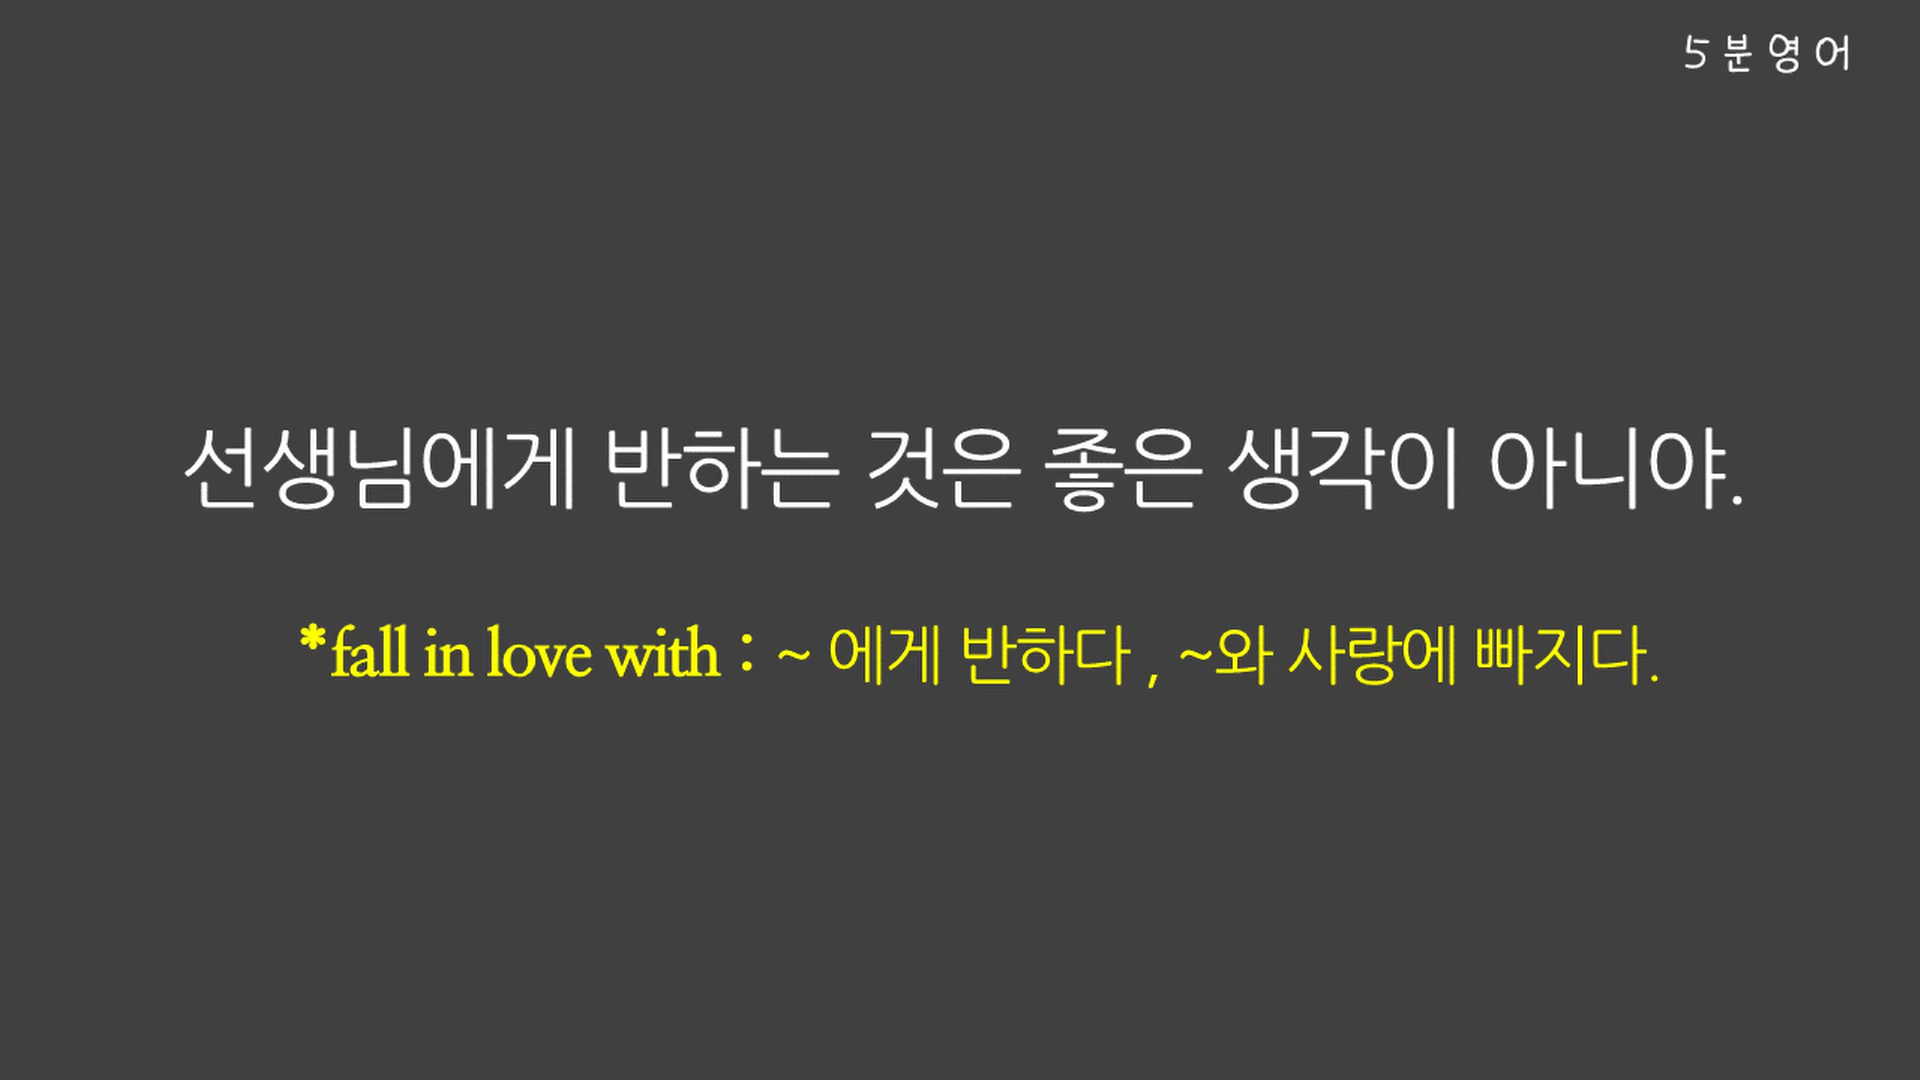 5분영어
선생님에게 반하는 것은 좋은 생각이 아니야.
*fall in love with : ~ 에게 반하다 , ~와 사랑에 빠지다.